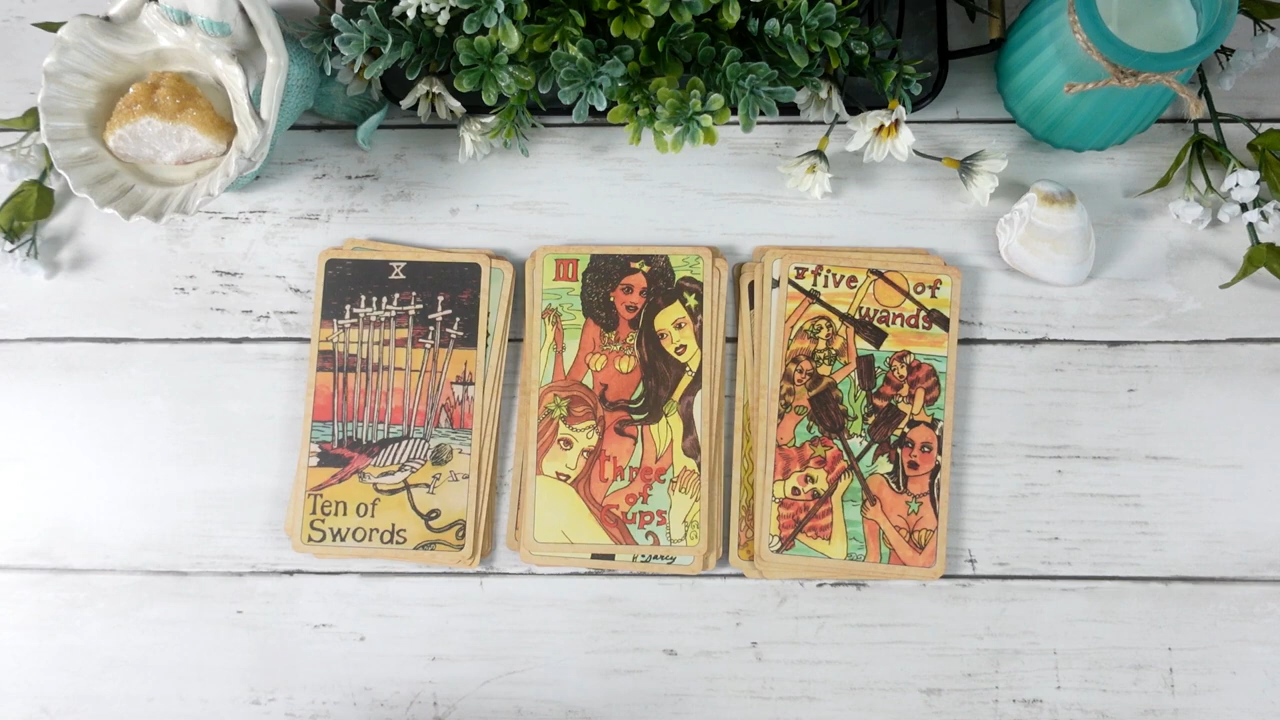 X
Ten of
Swords
III
three
of
Cups
V five of
wands